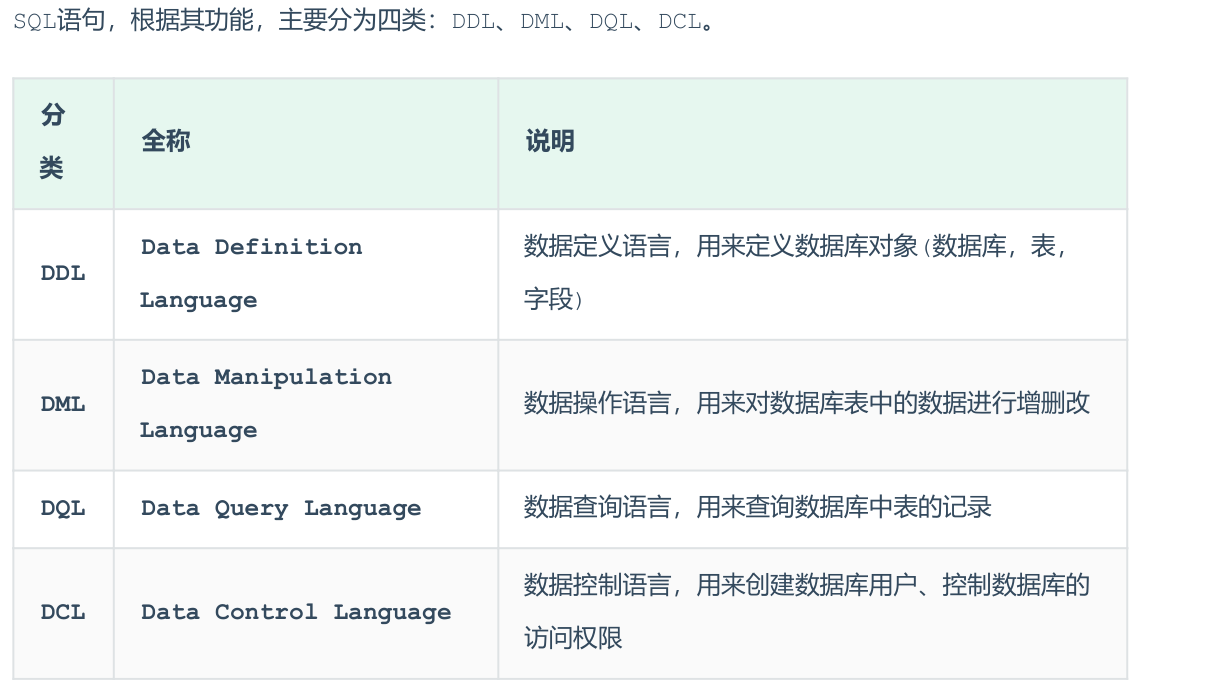 SQL语句，根据其功能，主要分为四类：DDL、DML、DQL、DCL。
分
类
全称
说明
DDL
Data Definition
Language
数据定义语言，用来定义数据库对象(数据库，表，
字段)
DML
Data Manipulation
Language
数据操作语言，用来对数据库表中的数据进行增删改
DQL
Data Query Language
数据查询语言，用来查询数据库中表的记录
DCL
Data Control Language
数据控制语言，用来创建数据库用户、控制数据库的
访问权限